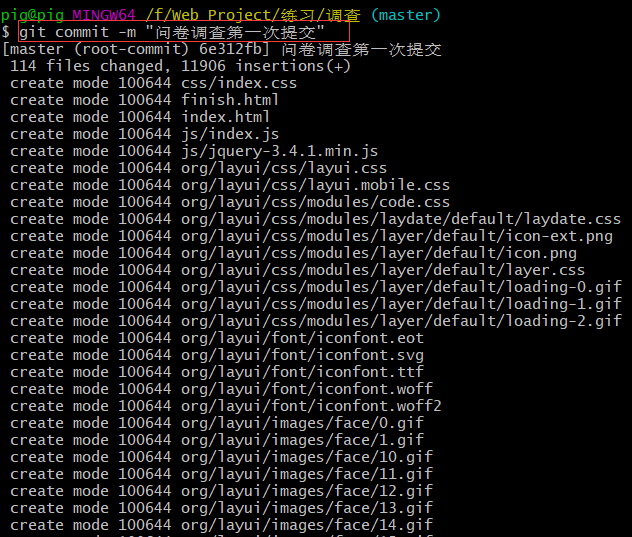 pig@pig MINGW64 /f/Web Project/练习/调查 (master)
$ git commit -m "问卷调查第一次提交"
[master (root-commit) 6e312fb] 问卷调查第一次提交
114 files changed, 11906 insertions(+)
create mode 100644 css/index.css
create mode 100644 finish.html
create mode 100644 index.html
create mode 100644 js/index.js
create mode 100644 js/jquery-3.4.1.min.js
create mode 100644 org/layui/css/layui.css
create mode 100644 org/layui/css/layui.mobile.css
create mode 100644 org/layui/css/modules/code.css
create mode 100644 org/layui/css/modules/laydate/default/laydate.css
create mode 100644 org/layui/css/modules/layer/default/icon-ext.png
create mode 100644 org/layui/css/modules/layer/default/icon.png
create mode 100644 org/layui/css/modules/layer/default/layer.css
create mode 100644 org/layui/css/modules/layer/default/loading-0.gif
create mode 100644 org/layui/css/modules/layer/default/loading-1.gif
create mode 100644 org/layui/css/modules/layer/default/loading-2.gif
create mode 100644 org/layui/font/iconfont.eot
create mode 100644 org/layui/font/iconfont.svg
create mode 100644 org/layui/font/iconfont.ttf
create mode 100644 org/layui/font/iconfont.woff
create mode 100644 org/layui/font/iconfont.woff2
create mode 100644 org/layui/images/face/0.gif
create mode 100644 org/layui/images/face/1.gif
create mode 100644 org/layui/images/face/10.gif
create mode 100644 org/layui/images/face/11.gif
create mode 100644 org/layui/images/face/12.gif
create mode 100644 org/layui/images/face/13.gif
create mode 100644 org/layui/images/face/14.gif